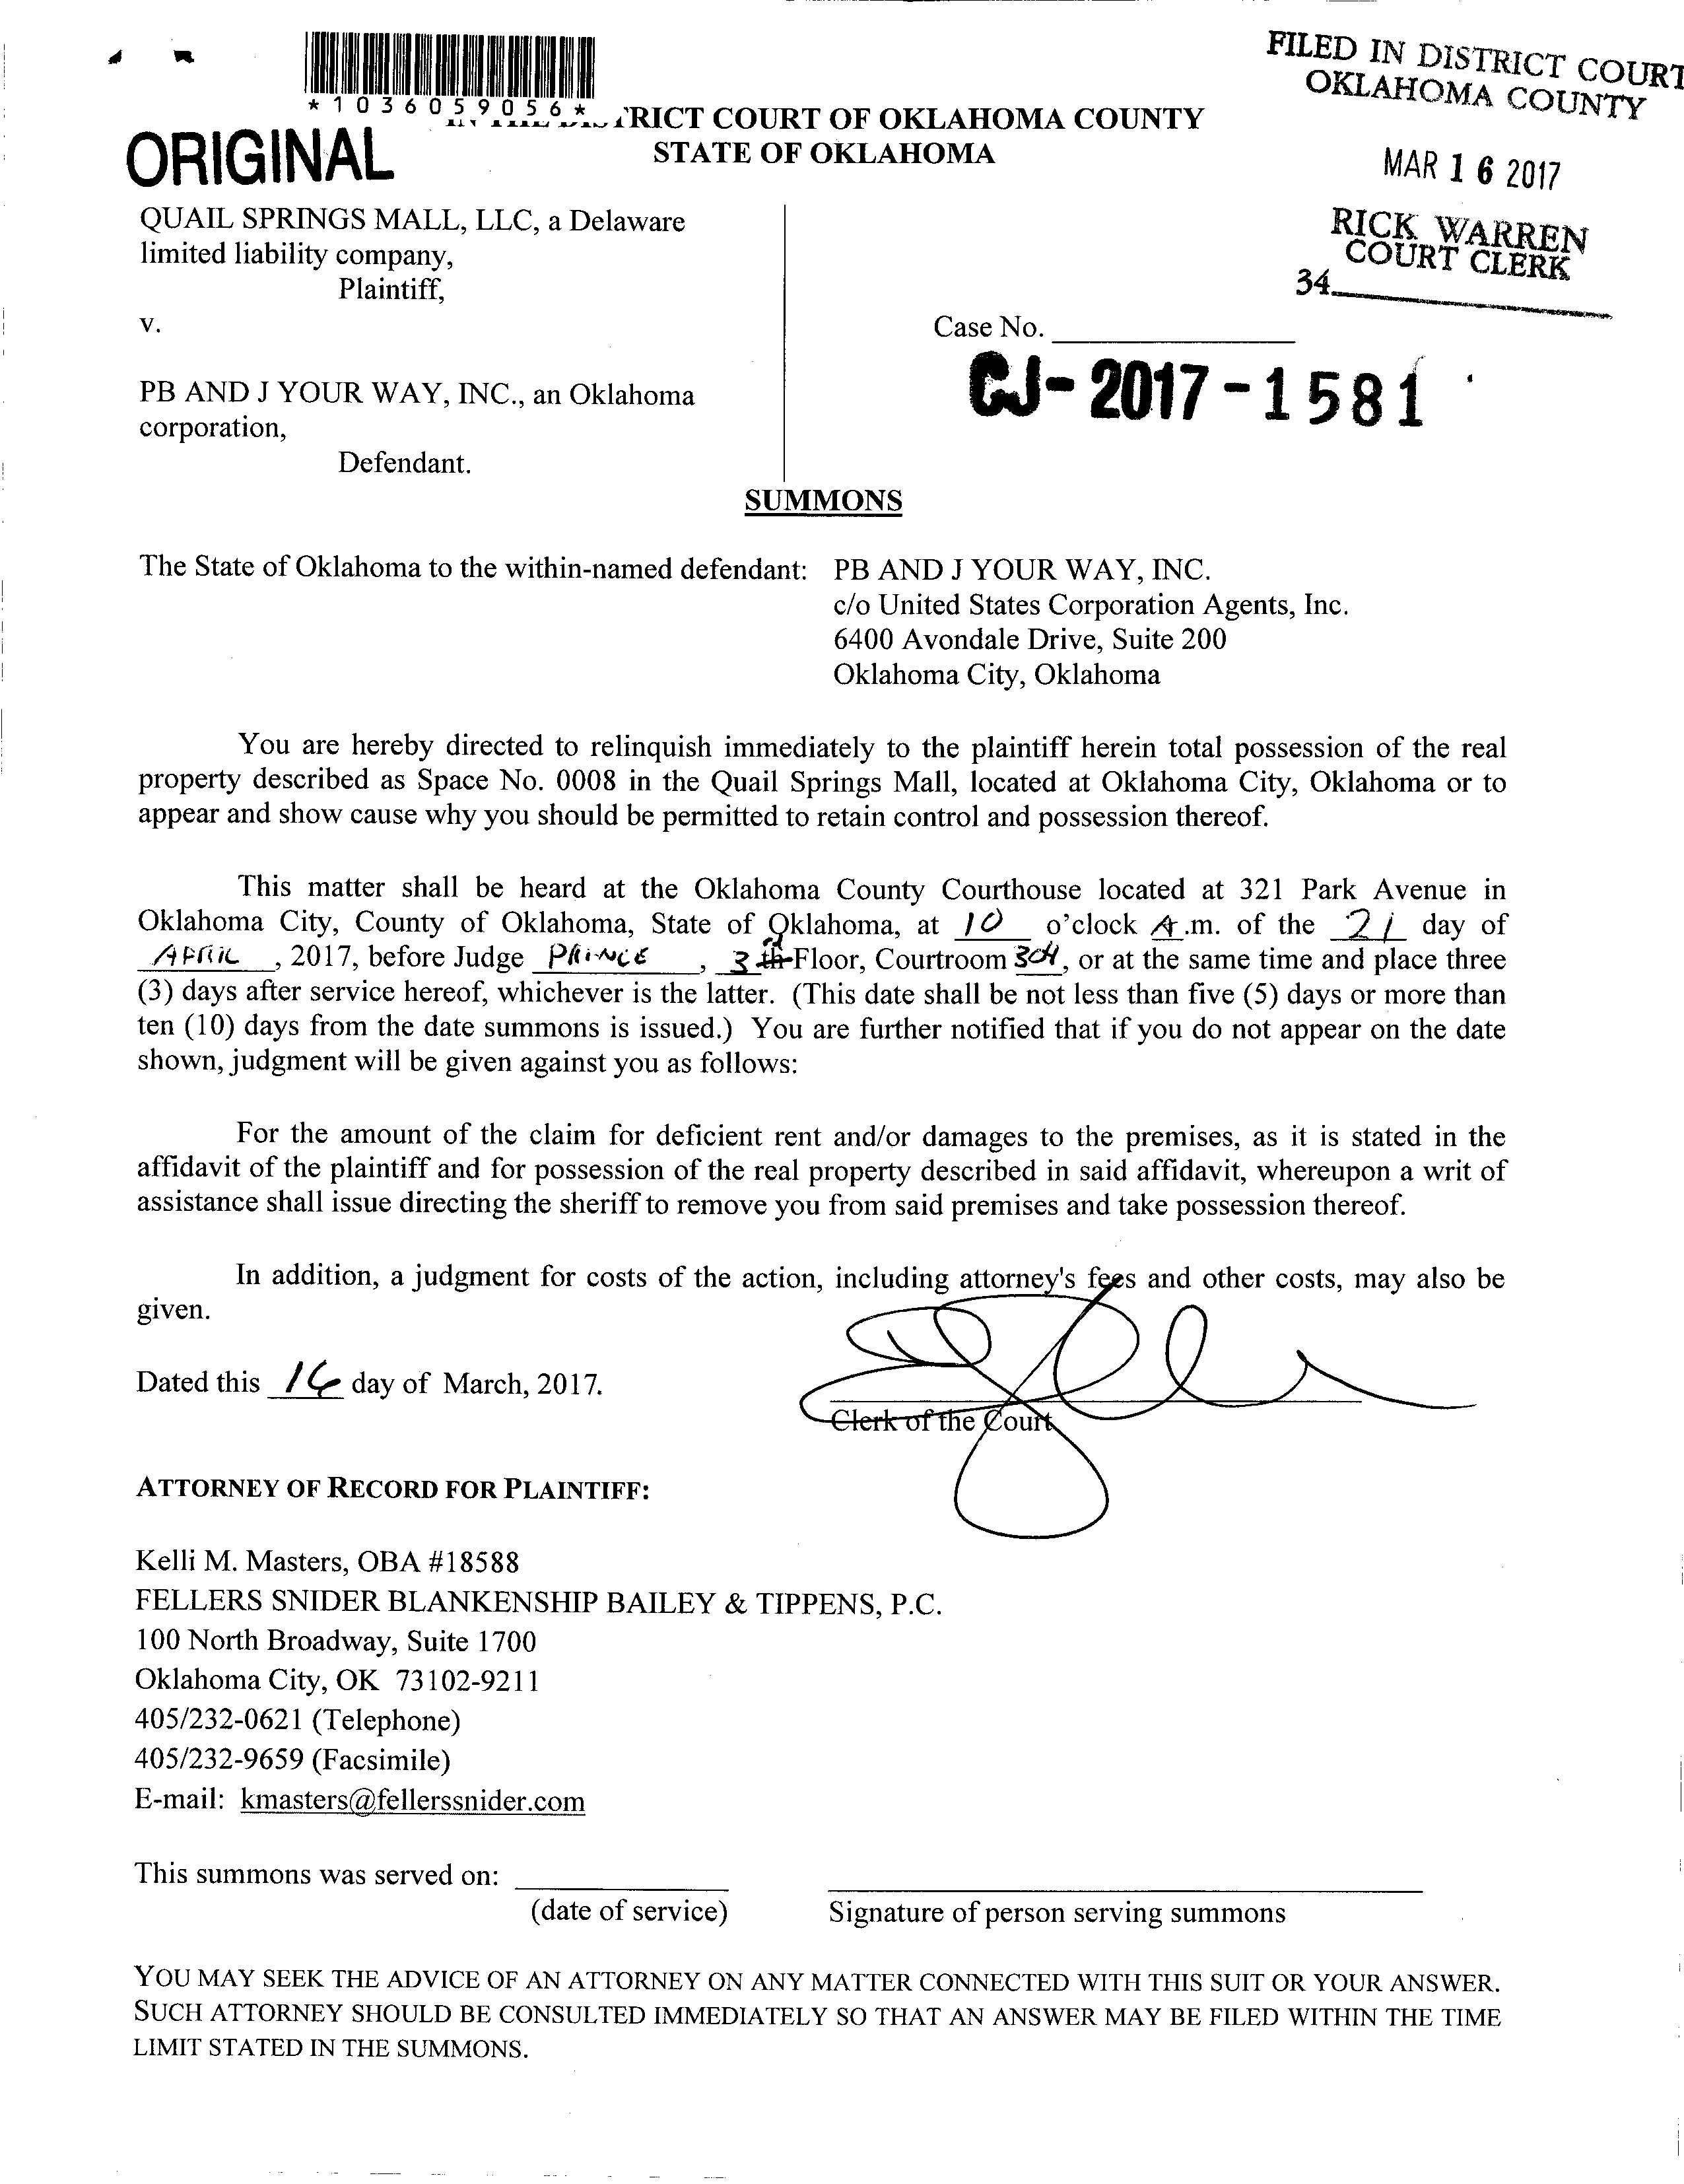 *1036059056*
FILED IN DISTRICT COURT
OKLAHOMA COUNTY
MAR 16 2017
RICK WARREN
COURT CLERK
34
RICT COURT OF OKLAHOMA COUNTY
STATE OF OKLAHOMA
ORIGINAL
QUAIL SPRINGS MALL, LLC, a Delaware
limited liability company,
Plaintiff,
v.
PB AND J YOUR WAY, INC., an Oklahoma
corporation,
Defendant.
Case No.
CJ-2017-1581
SUMMONS
The State of Oklahoma to the within-named defendant: PB AND J YOUR WAY, INC.
c/o United States Corporation Agents, Inc.
6400 Avondale Drive, Suite 200
Oklahoma City, Oklahoma
You are hereby directed to relinquish immediately to the plaintiff herein total possession of the real
property described as Space No. 0008 in the Quail Springs Mall, located at Oklahoma City, Oklahoma or to
appear and show cause why you should be permitted to retain control and possession thereof.
This matter shall be heard at the Oklahoma County Courthouse located at 321 Park Avenue in
Oklahoma City, County of Oklahoma, State of Oklahoma, at 10 o'clock A.m. of the 21 day of
APRIL, 2017, before Judge PRINCE, 3rd Floor, Courtroom 304, or at the same time and place three
(3) days after service hereof, whichever is the latter. (This date shall be not less than five (5) days or more than
ten (10) days from the date summons is issued.) You are further notified that if you do not appear on the date
shown, judgment will be given against you as follows:
For the amount of the claim for deficient rent and/or damages to the premises, as it is stated in the
affidavit of the plaintiff and for possession of the real property described in said affidavit, whereupon a writ of
assistance shall issue directing the sheriff to remove you from said premises and take possession thereof.
In addition, a judgment for costs of the action, including attorney's fees and other costs, may also be
given.
Dated this 16 day of March, 2017.
Clerk of the Court
ATTORNEY OF RECORD FOR PLAINTIFF:
Kelli M. Masters, OBA #18588
FELLERS SNIDER BLANKENSHIP BAILEY & TIPPENS, P.C.
100 North Broadway, Suite 1700
Oklahoma City, OK 73102-9211
405/232-0621 (Telephone)
405/232-9659 (Facsimile)
E-mail: kmasters@fellerssnider.com
This summons was served on:
(date of service) Signature of person serving summons
YOU MAY SEEK THE ADVICE OF AN ATTORNEY ON ANY MATTER CONNECTED WITH THIS SUIT OR YOUR ANSWER.
SUCH ATTORNEY SHOULD BE CONSULTED IMMEDIATELY SO THAT AN ANSWER MAY BE FILED WITHIN THE TIME
LIMIT STATED IN THE SUMMONS.